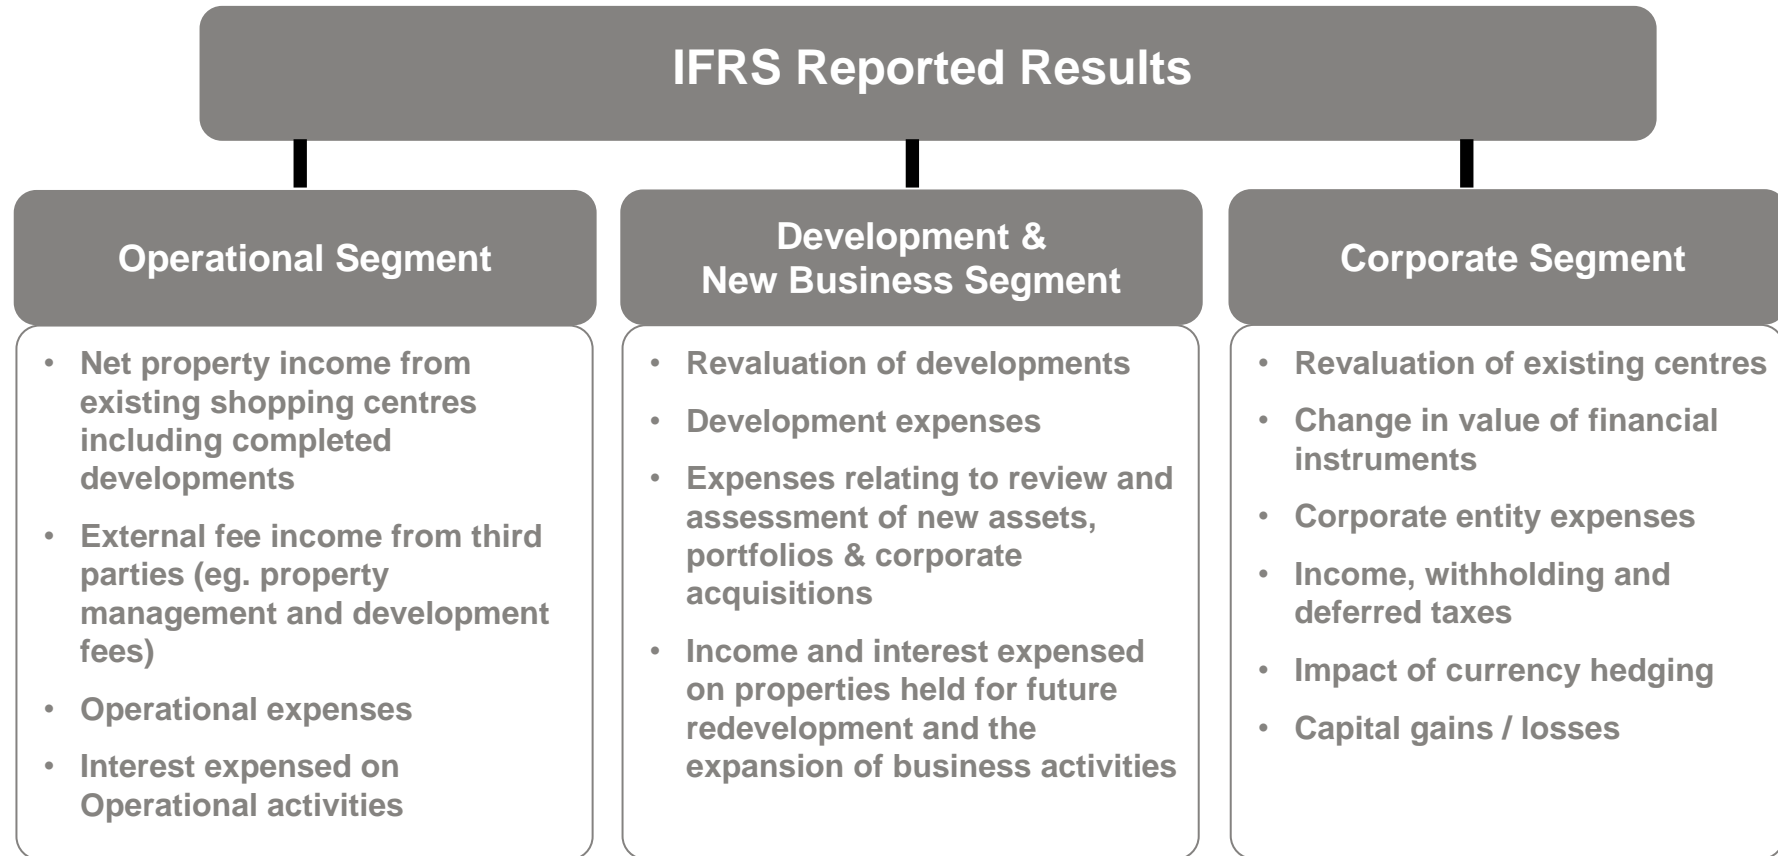 IFRS Reported Results
Operational Segment
• Net property income from
existing shopping centres
including completed
developments
• External fee income from third
parties (eg. property
management and development
fees)
• Operational expenses
• Interest expensed on
Operational activities
Development &
New Business Segment
• Revaluation of developments
• Development expenses
• Expenses relating to review and
assessment of new assets,
portfolios & corporate
acquisitions
• Income and interest expensed
on properties held for future
redevelopment and the
expansion of business activities
Corporate Segment
• Revaluation of existing centres
• Change in value of financial
instruments
• Corporate entity expenses
• Income, withholding and
deferred taxes
• Impact of currency hedging
• Capital gains / losses